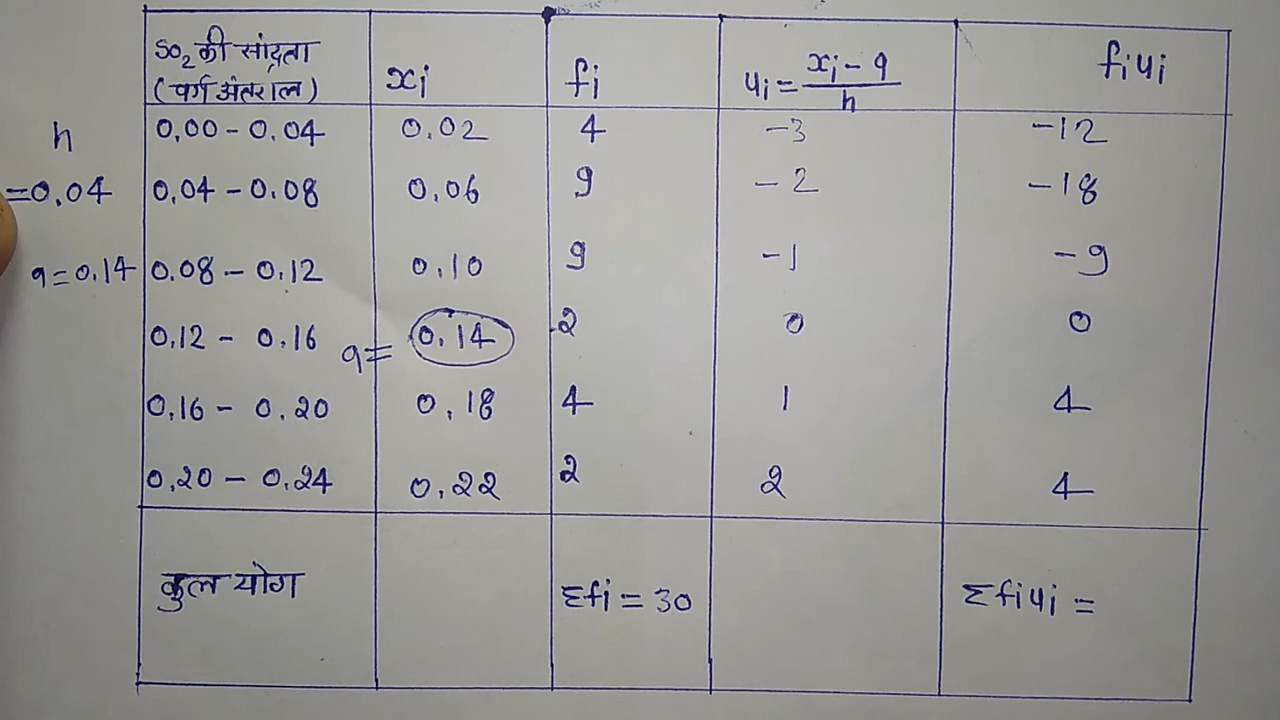 SO₂ की सांद्रता (वर्ग अंतराल) xi fi ui = (xi - a)/h fiui
h 0.00 - 0.04 0.02 4 -3 -12
=0.04 0.04 - 0.08 0.06 9 -2 -18
a=0.14 0.08 - 0.12 0.10 9 -1 -9
0.12 - 0.16 a= 0.14 2 0 0
0.16 - 0.20 0.18 4 1 4
0.20 - 0.24 0.22 2 2 4
कुल योग Σfi = 30 Σfiui =